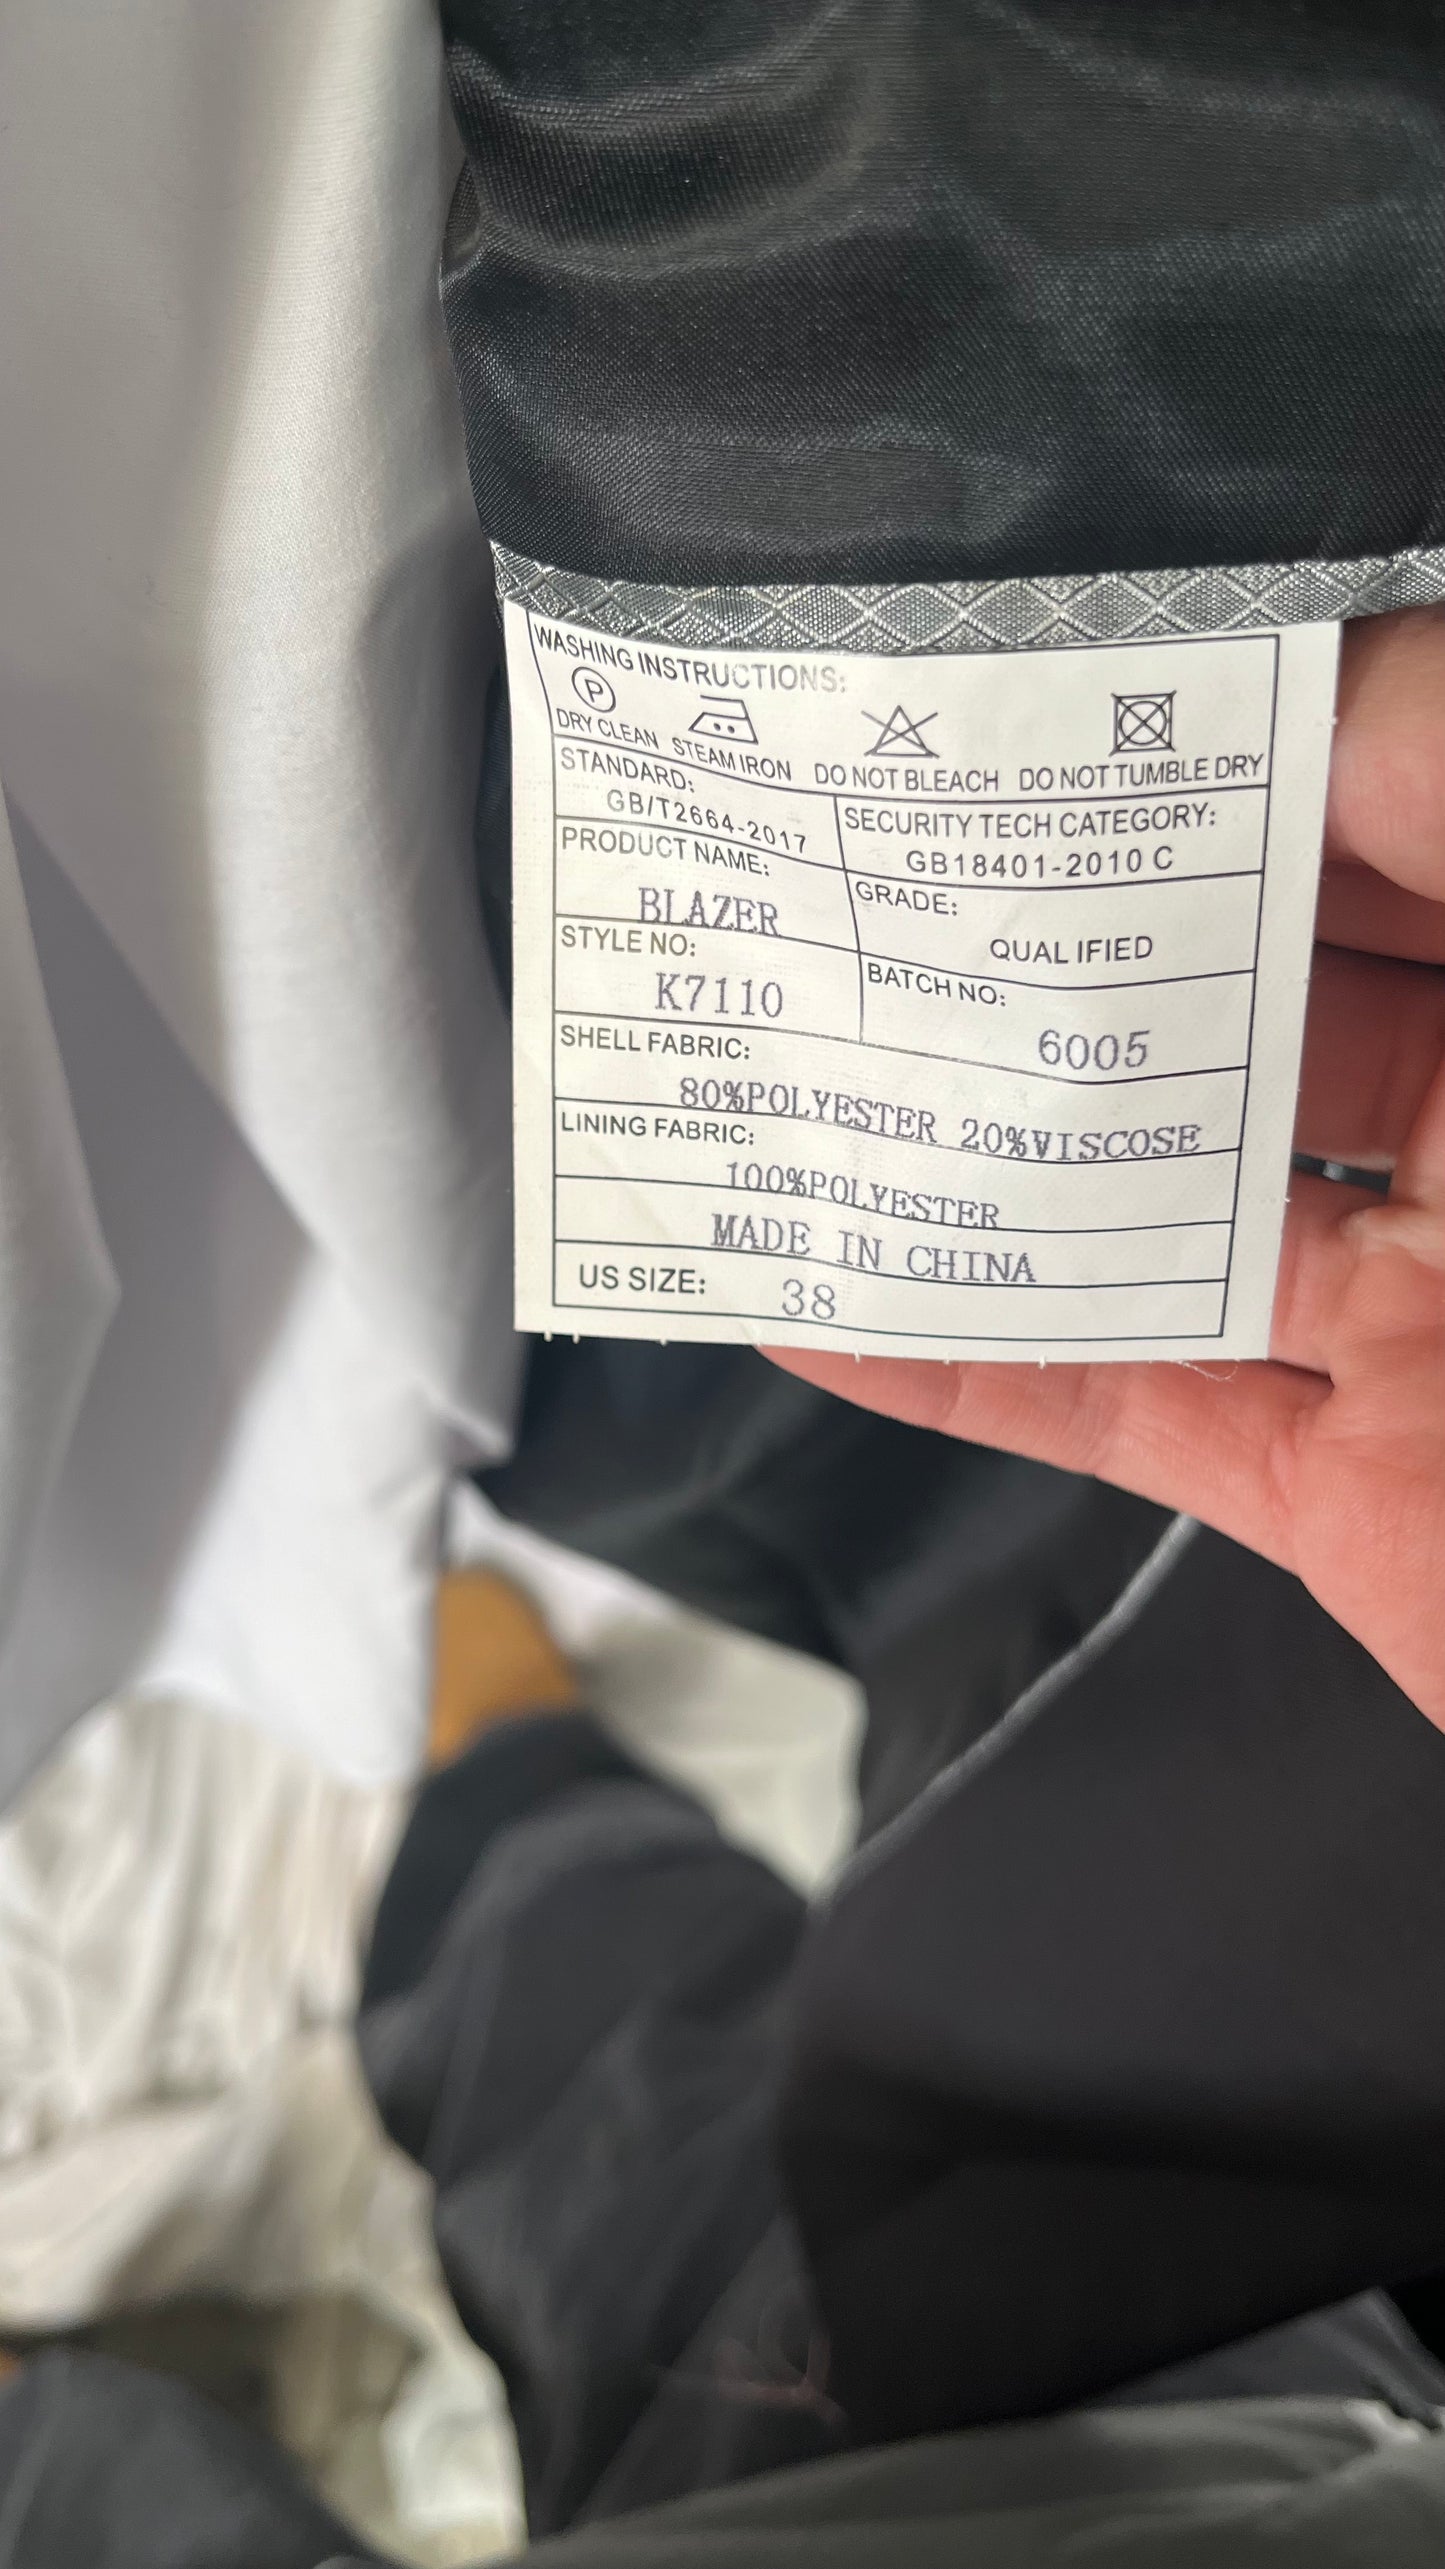 WASHING INSTRUCTIONS:
P
DRY CLEAN STEAM IRON DO NOT BLEACH DO NOT TUMBLE DRY
STANDARD:
GB/T2664-2017
SECURITY TECH CATEGORY:
GB18401-2010 C
PRODUCT NAME:
BLAZER
GRADE:
QUALIFIED
STYLE NO:
K7110
BATCH NO:
6005
SHELL FABRIC:
80%POLYESTER 20%VISCOSE
LINING FABRIC:
100%POLYESTER
MADE IN CHINA
US SIZE: 38